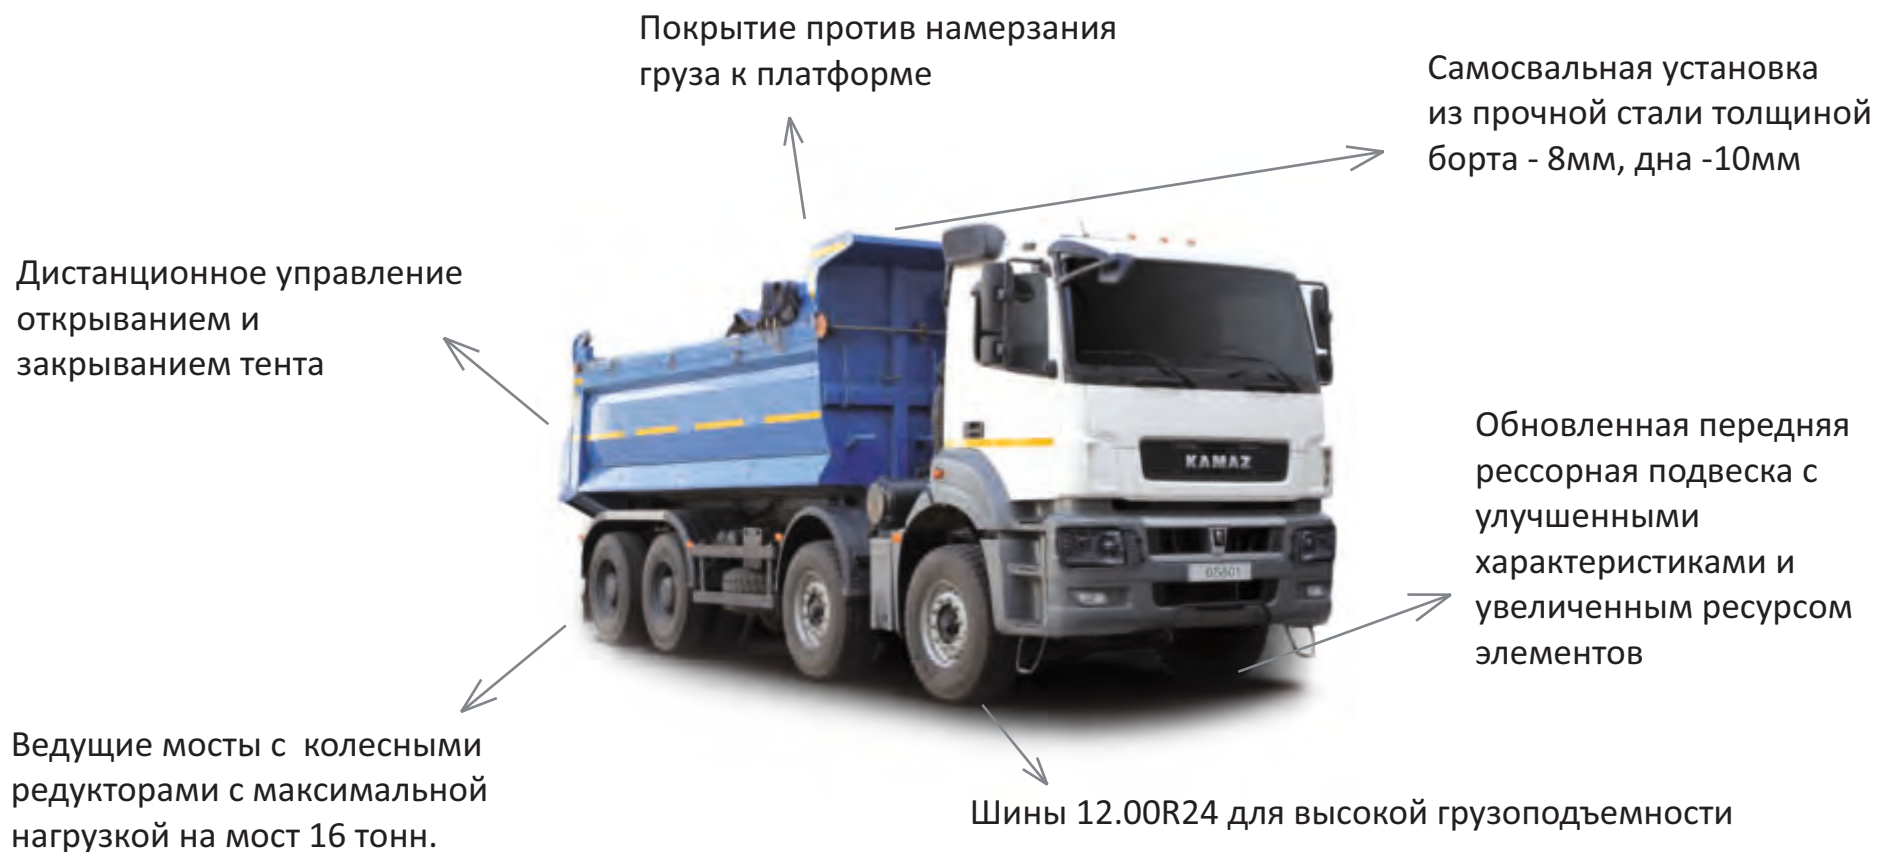 Покрытие против намерзания
груза к платформе
Самосвальная установка
из прочной стали толщиной
борта - 8мм, дна -10мм
Дистанционное управление
открыванием и
закрыванием тента
Обновленная передняя
рессорная подвеска с
улучшенными
характеристиками и
увеличенным ресурсом
элементов
KAMAZ
65801
Ведущие мосты с  колесными
редукторами с максимальной
нагрузкой на мост 16 тонн.
Шины 12.00R24 для высокой грузоподъемности